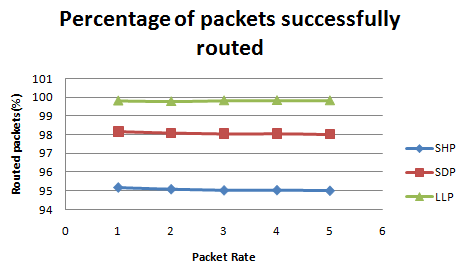 Percentage of packets successfully
routed
Routed packets(%)
101
100
99
98
97
96
95
94
0 1 2 3 4 5 6
Packet Rate
SHP
SDP
LLP